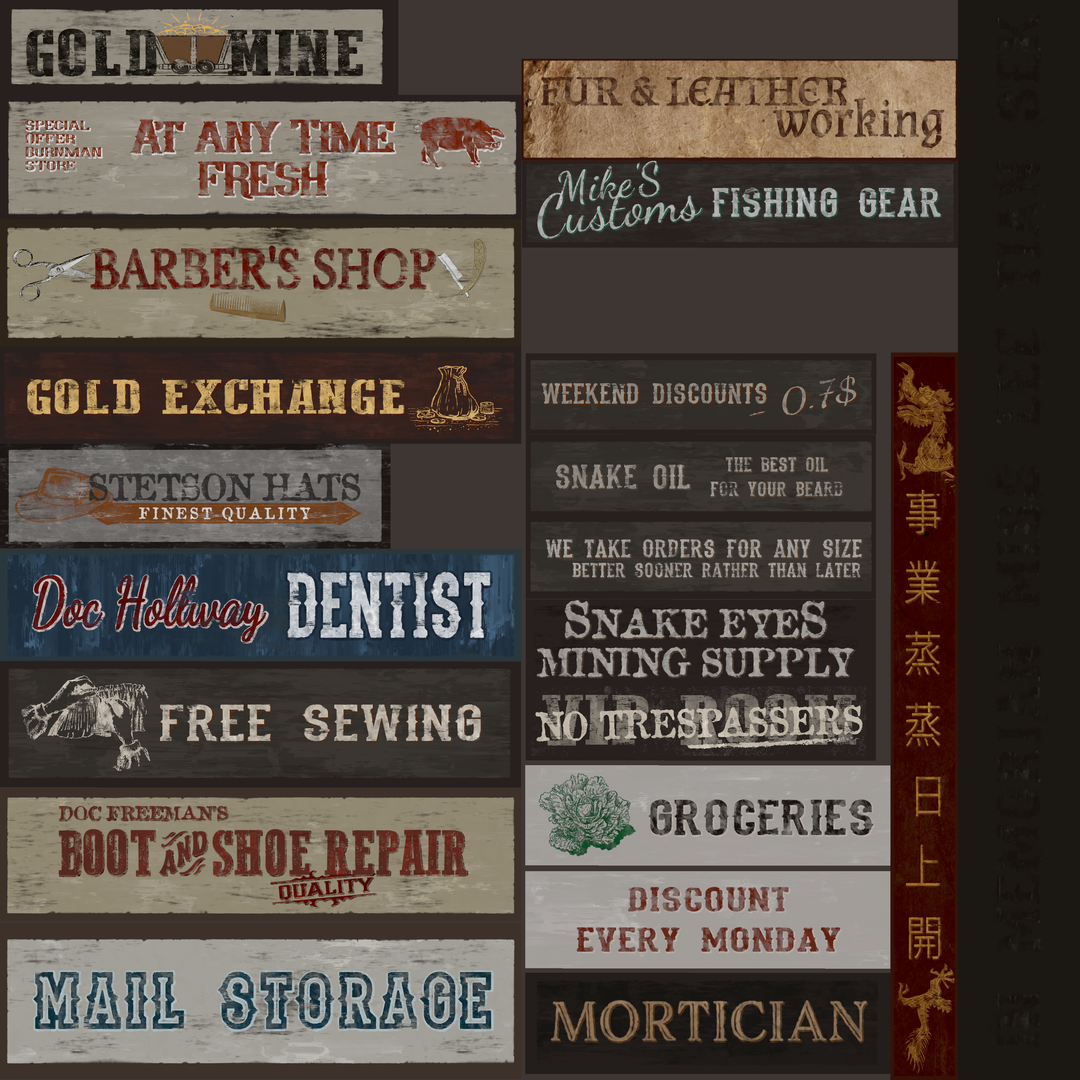 GOLD MINE
SPECIAL
OFFER
BURNMAN
STORE
AT ANY TIME
FRESH
BARBER'S SHOP
GOLD EXCHANGE
STETSON HATS
FINEST QUALITY
Doc Holtway DENTIST
FREE SEWING
DOC FREEMAN'S
BOOT AND SHOE REPAIR
QUALITY
MAIL STORAGE
FUR & LEATHER
working
Mike's
Customs FISHING GEAR
WEEKEND DISCOUNTS 0.7$
SNAKE OIL
THE BEST OIL
FOR YOUR BEARD
WE TAKE ORDERS FOR ANY SIZE
BETTER SOONER RATHER THAN LATER
SNAKE EYES
MINING SUPPLY
VIP ROOM
NO TRESPASSERS
GROCERIES
DISCOUNT
EVERY MONDAY
MORTICIAN
事業蒸蒸日上開